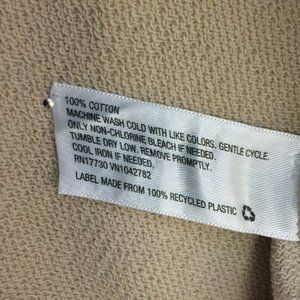 100% COTTON
MACHINE WASH COLD WITH LIKE COLORS. GENTLE CYCLE.
ONLY NON-CHLORINE BLEACH IF NEEDED.
TUMBLE DRY LOW. REMOVE PROMPTLY.
COOL IRON IF NEEDED.
RN17730 VN1042782
LABEL MADE FROM 100% RECYCLED PLASTIC